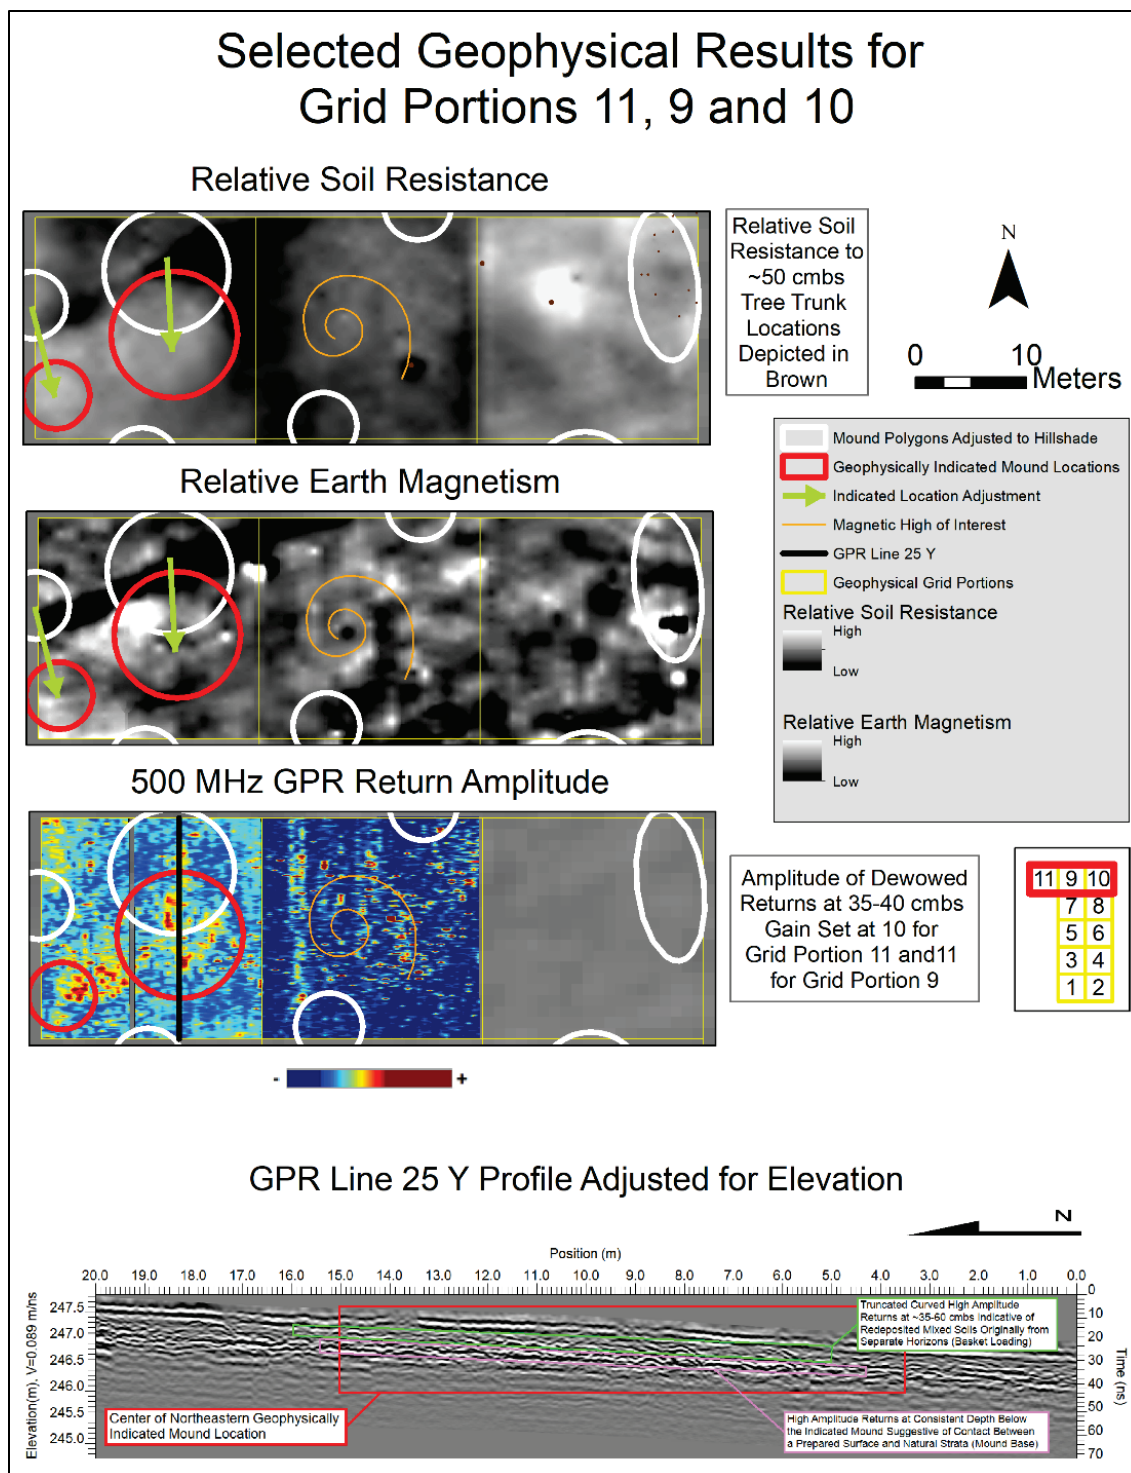 Selected Geophysical Results for
Grid Portions 11, 9 and 10
Relative Soil Resistance
Relative Soil
Resistance to
~50 cmbs
Tree Trunk
Locations
Depicted in
Brown
N
0 10
Meters
Mound Polygons Adjusted to Hillshade
Geophysically Indicated Mound Locations
Indicated Location Adjustment
Magnetic High of Interest
GPR Line 25 Y
Geophysical Grid Portions
Relative Soil Resistance
High
Low
Relative Earth Magnetism
High
Low
Relative Earth Magnetism
500 MHz GPR Return Amplitude
- +
Amplitude of Dewowed
Returns at 35-40 cmbs
Gain Set at 10 for
Grid Portion 11 and11
for Grid Portion 9
11 9 10
7 8
5 6
3 4
1 2
GPR Line 25 Y Profile Adjusted for Elevation
N
Position (m)
20.0 19.0 18.0 17.0 16.0 15.0 14.0 13.0 12.0 11.0 10.0 9.0 8.0 7.0 6.0 5.0 4.0 3.0 2.0 1.0 0.0
Elevation(m), V=0.089 m/ns
247.5
247.0
246.5
246.0
245.5
245.0
0
10
20
30
40
50
60
70
Time (ns)
Truncated Curved High Amplitude
Returns at ~35-60 cmbs Indicative of
Redeposited Mixed Soils Originally from
Separate Horizons (Basket Loading)
Center of Northeastern Geophysically
Indicated Mound Location
High Amplitude Returns at Consistent Depth Below
the Indicated Mound Suggestive of Contact Between
a Prepared Surface and Natural Strata (Mound Base)